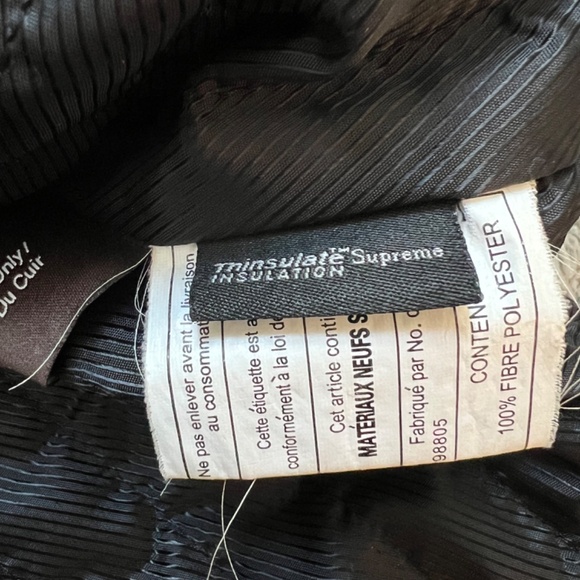 Only /
Du Cuir
Thinsulate™ Supreme
INSULATION
Ne pas enlever avant la livraison
au consommat
Cette étiquette est a
conformément à la loi de
Cet article conti
MATÉRIAUX NEUFS S
Fabriqué par No.
98805
CONTEN
100% FIBRE POLYESTER